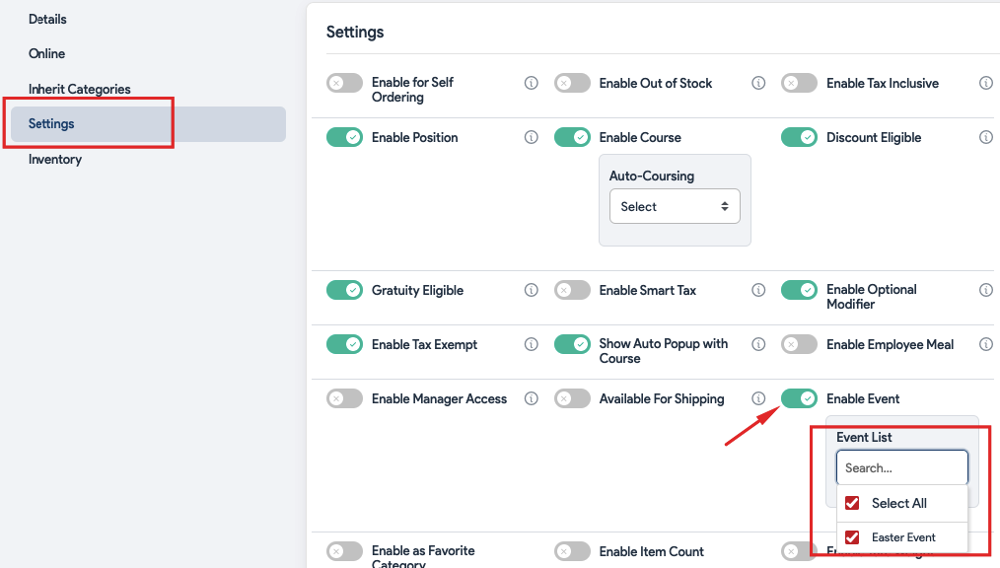 Details
Online
Inherit Categories
Settings
Inventory
Settings
Enable for Self
Ordering
Enable Out of Stock
Enable Tax Inclusive
Enable Position
Enable Course
Discount Eligible
Auto-Coursing
Select
Gratuity Eligible
Enable Smart Tax
Enable Optional
Modifier
Enable Tax Exempt
Show Auto Popup with
Course
Enable Employee Meal
Enable Manager Access
Available For Shipping
Enable Event
Event List
Search...
Select All
Easter Event
Enable as Favorite
Category
Enable Item Count